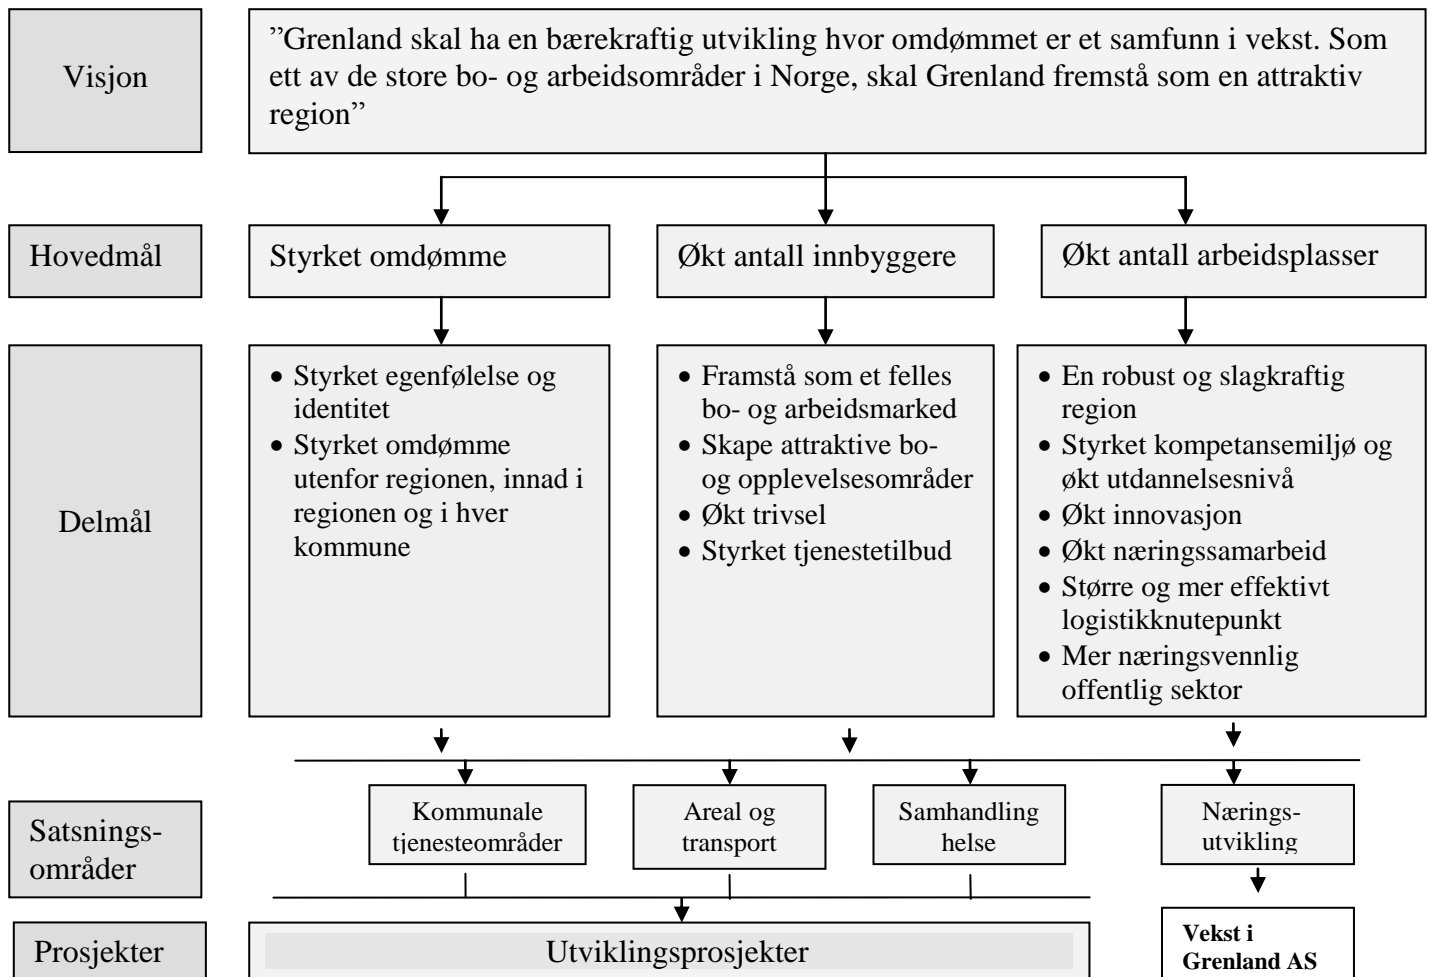 Visjon
”Grenland skal ha en bærekraftig utvikling hvor omdømmet er et samfunn i vekst. Som
ett av de store bo- og arbeidsområder i Norge, skal Grenland fremstå som en attraktiv
region”
Hovedmål
Styrket omdømme
Økt antall innbyggere
Økt antall arbeidsplasser
Delmål
• Styrket egenfølelse og
identitet
• Styrket omdømme
utenfor regionen, innad i
regionen og i hver
kommune
• Framstå som et felles
bo- og arbeidsmarked
• Skape attraktive bo-
og opplevelsesområder
• Økt trivsel
• Styrket tjenestetilbud
• En robust og slagkraftig
region
• Styrket kompetansemiljø og
økt utdannelsesnivå
• Økt innovasjon
• Økt næringssamarbeid
• Større og mer effektivt
logistikknutepunkt
• Mer næringsvennlig
offentlig sektor
Satsnings-
områder
Kommunale
tjenesteområder
Areal og
transport
Samhandling
helse
Nærings-
utvikling
Prosjekter
Utviklingsprosjekter
Vekst i
Grenland AS